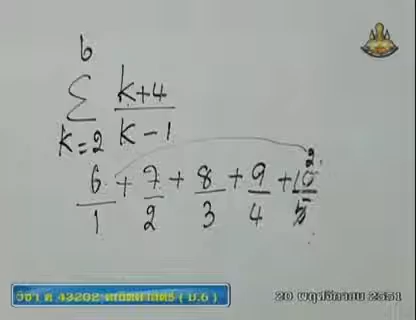 6
Σ k+4 / k-1
k=2
6/1 + 7/2 + 8/3 + 9/4 + 10/5 2
วิชา ค 43202 คณิตศาสตร์ ( ม.6 )
20 พฤศจิกายน 2551